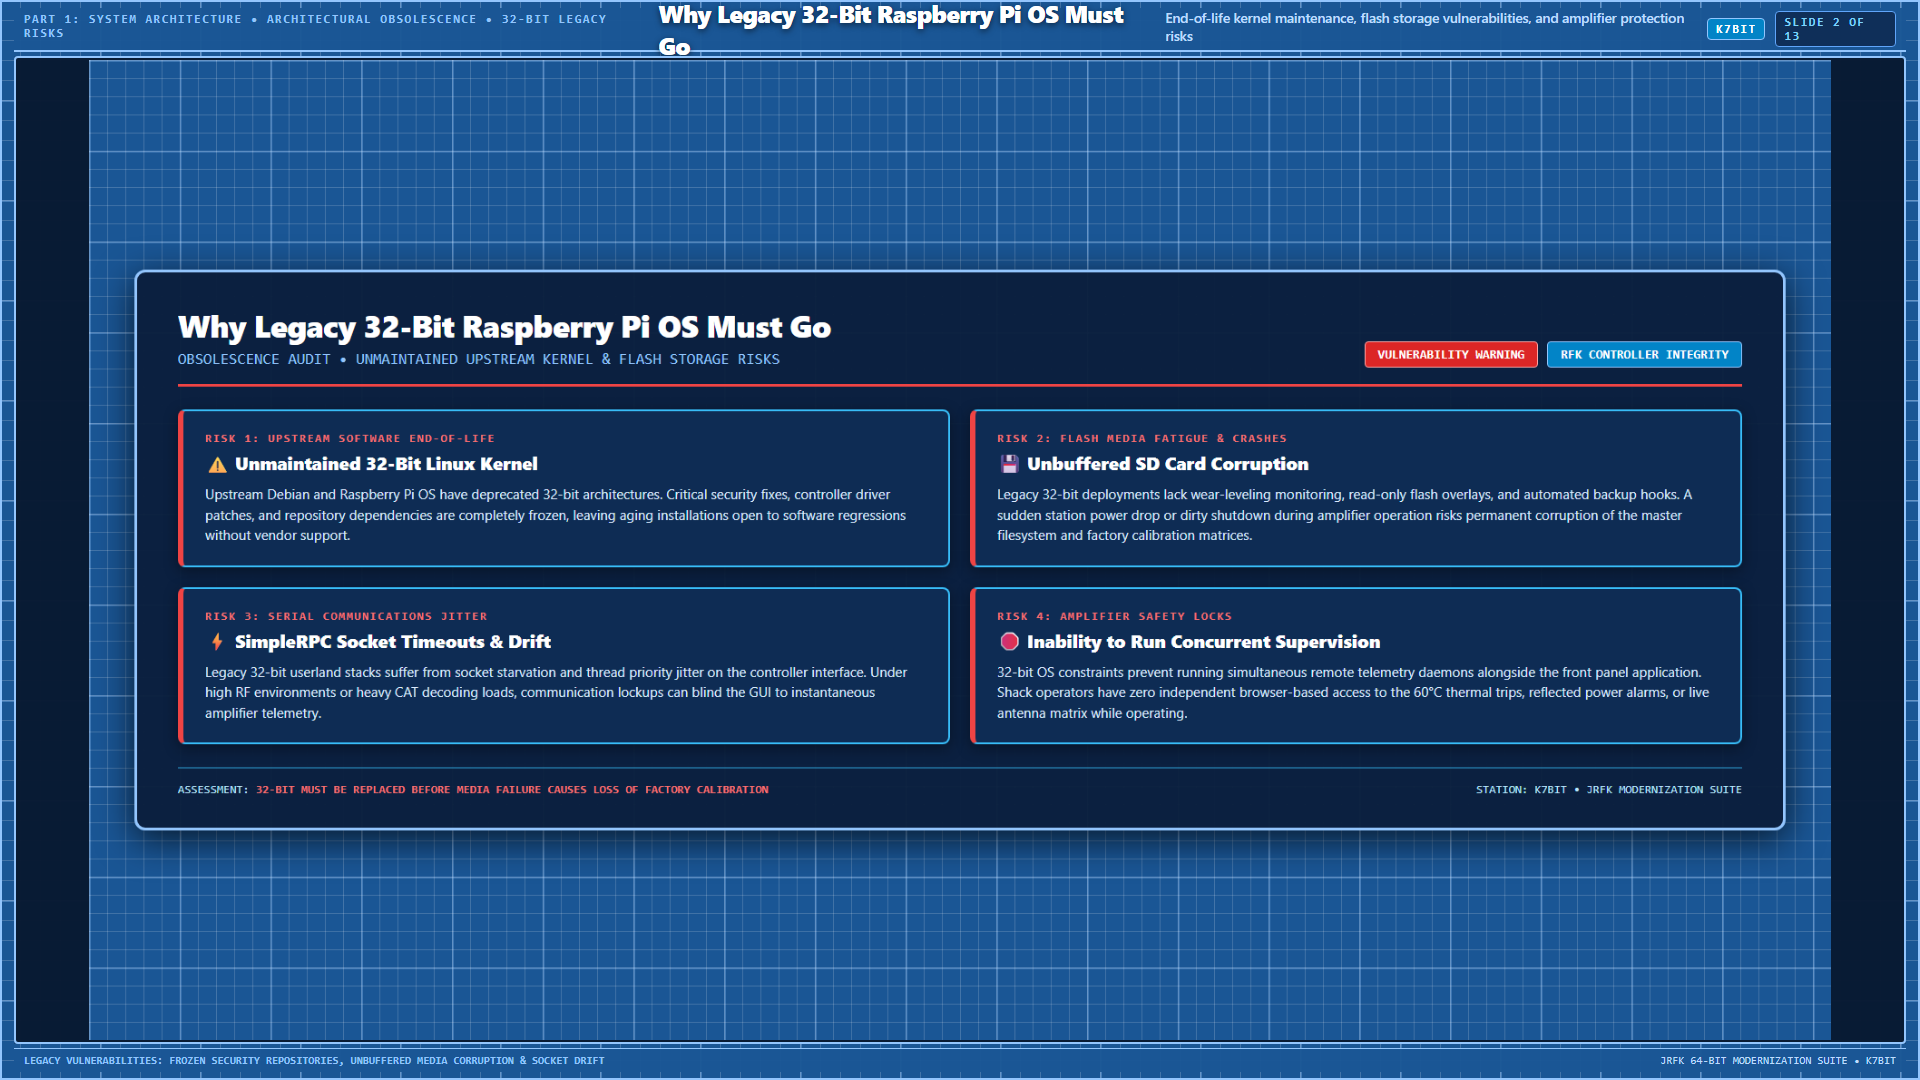 PART 1: SYSTEM ARCHITECTURE • ARCHITECTURAL OBSOLESCENCE • 32-BIT LEGACY
RISKS
Why Legacy 32-Bit Raspberry Pi OS Must
Go
End-of-life kernel maintenance, flash storage vulnerabilities, and amplifier protection
risks
K7BIT
SLIDE 2 OF
13
Why Legacy 32-Bit Raspberry Pi OS Must Go
OBSOLESCENCE AUDIT • UNMAINTAINED UPSTREAM KERNEL & FLASH STORAGE RISKS
VULNERABILITY WARNING
RFK CONTROLLER INTEGRITY
RISK 1: UPSTREAM SOFTWARE END-OF-LIFE
⚠️ Unmaintained 32-Bit Linux Kernel
Upstream Debian and Raspberry Pi OS have deprecated 32-bit architectures. Critical security fixes, controller driver
patches, and repository dependencies are completely frozen, leaving aging installations open to software regressions
without vendor support.
RISK 2: FLASH MEDIA FATIGUE & CRASHES
💾 Unbuffered SD Card Corruption
Legacy 32-bit deployments lack wear-leveling monitoring, read-only flash overlays, and automated backup hooks. A
sudden station power drop or dirty shutdown during amplifier operation risks permanent corruption of the master
filesystem and factory calibration matrices.
RISK 3: SERIAL COMMUNICATIONS JITTER
⚡ SimpleRPC Socket Timeouts & Drift
Legacy 32-bit userland stacks suffer from socket starvation and thread priority jitter on the controller interface. Under
high RF environments or heavy CAT decoding loads, communication lockups can blind the GUI to instantaneous
amplifier telemetry.
RISK 4: AMPLIFIER SAFETY LOCKS
🛑 Inability to Run Concurrent Supervision
32-bit OS constraints prevent running simultaneous remote telemetry daemons alongside the front panel application.
Shack operators have zero independent browser-based access to the 60°C thermal trips, reflected power alarms, or live
antenna matrix while operating.
ASSESSMENT: 32-BIT MUST BE REPLACED BEFORE MEDIA FAILURE CAUSES LOSS OF FACTORY CALIBRATION
STATION: K7BIT • JRFK MODERNIZATION SUITE
LEGACY VULNERABILITIES: FROZEN SECURITY REPOSITORIES, UNBUFFERED MEDIA CORRUPTION & SOCKET DRIFT
JRFK 64-BIT MODERNIZATION SUITE • K7BIT